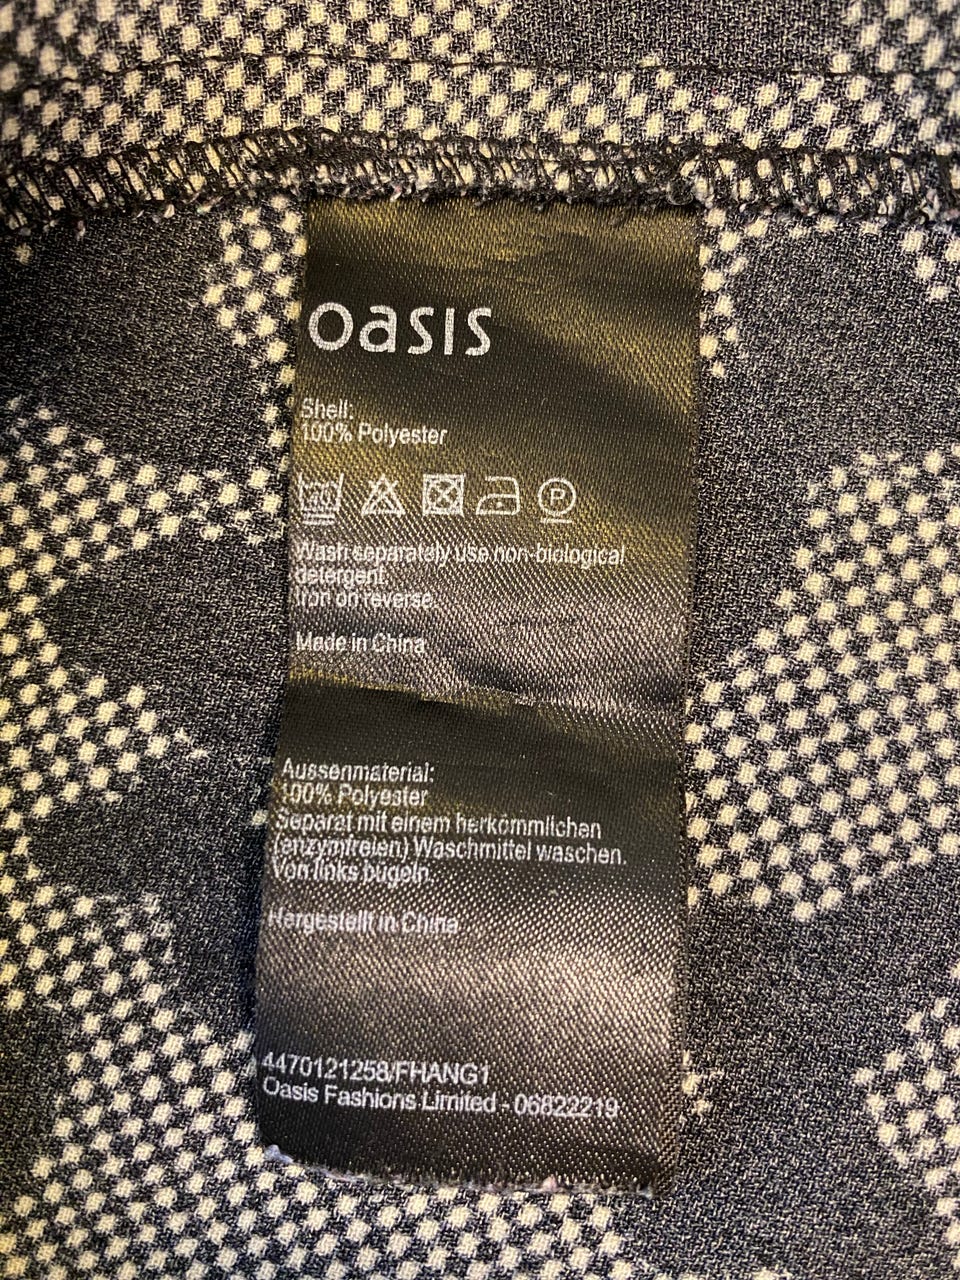 oasis
Shell:
100% Polyester
P
Wash separately use non-biological
detergent.
Iron on reverse.
Made in China
Aussenmaterial:
100% Polyester
Separat mit einem herkömmlichen
(enzymfreien) Waschmittel waschen.
Von links bügeln.
Hergestellt in China
4470121258/FHANG1
Oasis Fashions Limited - 06822219